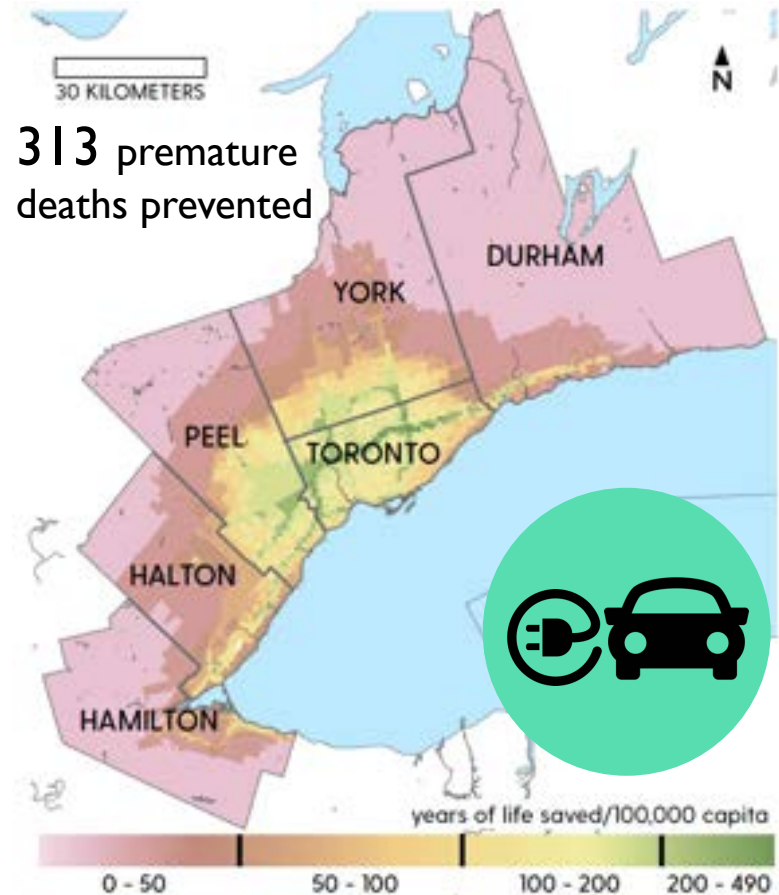 N
30 KILOMETERS
313 premature
deaths prevented
DURHAM
YORK
PEEL
TORONTO
HALTON
HAMILTON
years of life saved/100,000 capita
0 - 50
50 - 100
100 - 200
200 - 490